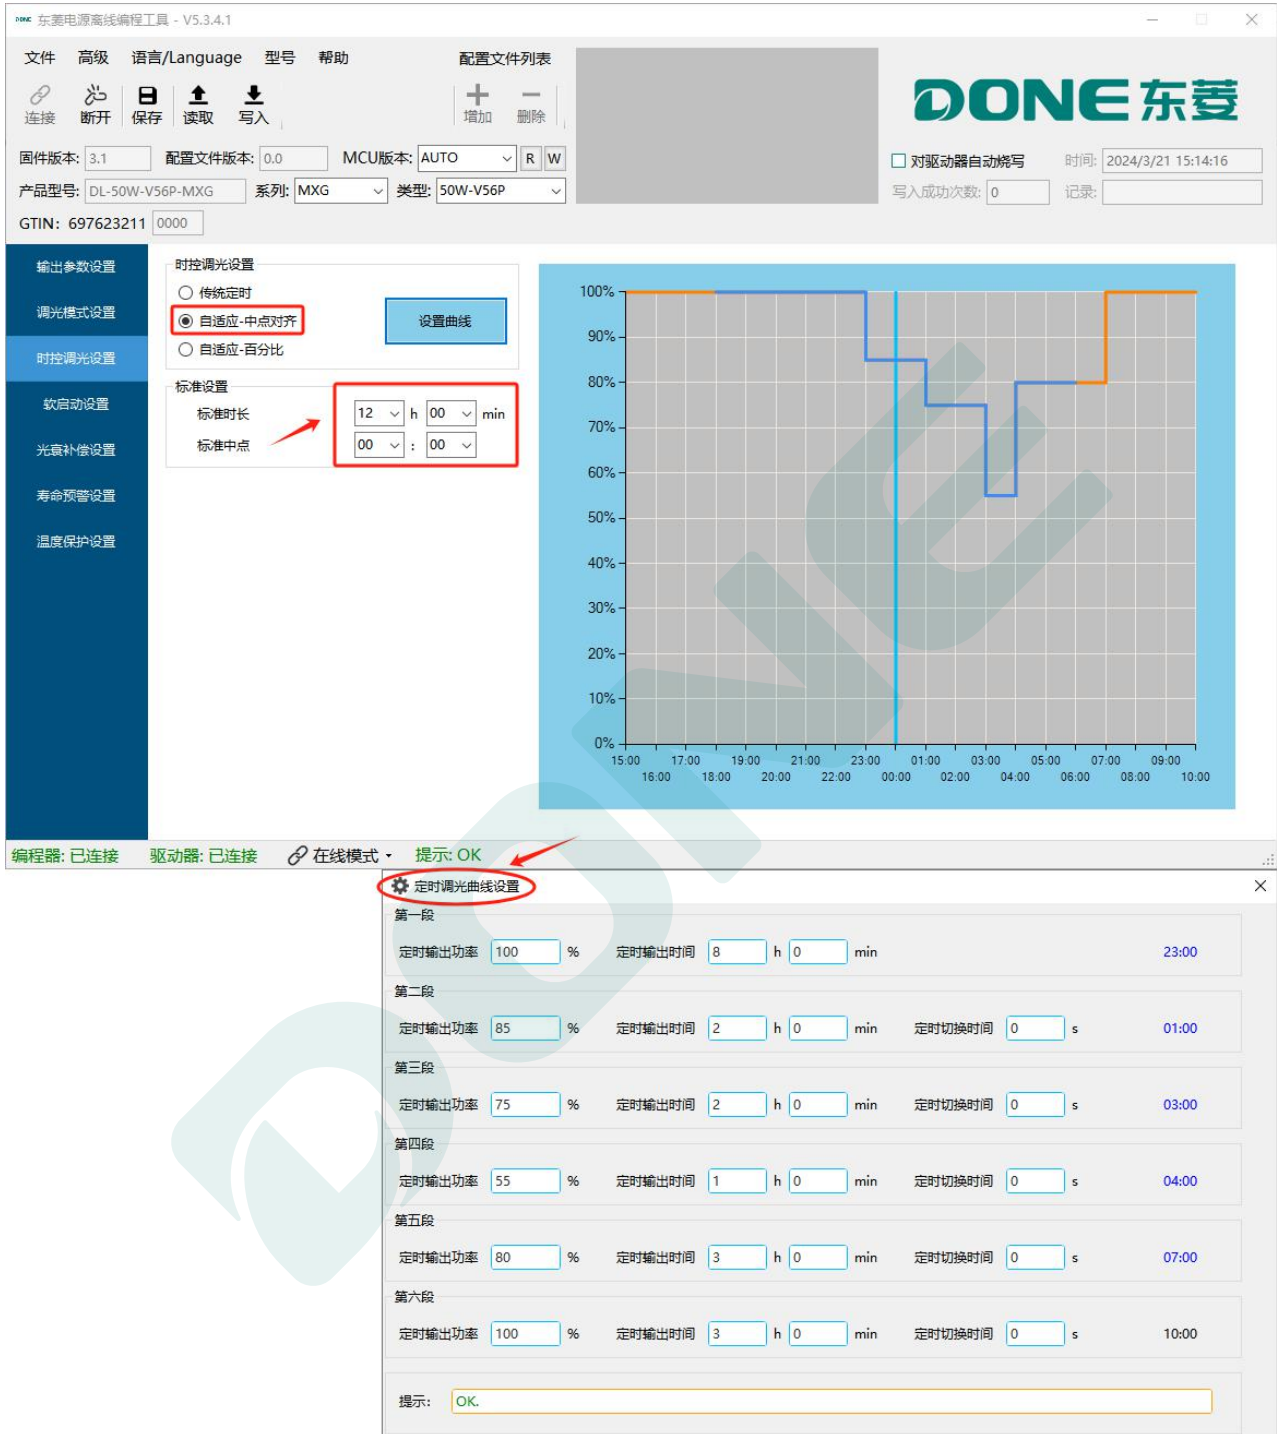 DONE 东菱电源离线编程工具 - V5.3.4.1
文件 高级 语言/Language 型号 帮助 配置文件列表
连接 断开 保存 读取 写入 增加 删除
DONE 东菱
固件版本: 3.1 配置文件版本: 0.0 MCU版本: AUTO R W
对驱动器自动烧写 时间: 2024/3/21 15:14:16
产品型号: DL-50W-V56P-MXG 系列: MXG 类型: 50W-V56P
写入成功次数: 0 记录:
GTIN: 697623211 0000
输出参数设置
调光模式设置
时控调光设置
软启动设置
光衰补偿设置
寿命预警设置
温度保护设置
时控调光设置
传统定时
自适应-中点对齐
设置曲线
自适应-百分比
标准设置
标准时长 12 h 00 min
标准中点 00 : 00
100%
90%
80%
70%
60%
50%
40%
30%
20%
10%
0%
15:00 17:00 19:00 21:00 23:00 01:00 03:00 05:00 07:00 09:00
16:00 18:00 20:00 22:00 00:00 02:00 04:00 06:00 08:00 10:00
编程器: 已连接 驱动器: 已连接 在线模式 提示: OK
定时调光曲线设置
第一段
定时输出功率 100 % 定时输出时间 8 h 0 min 23:00
第二段
定时输出功率 85 % 定时输出时间 2 h 0 min 定时切换时间 0 s 01:00
第三段
定时输出功率 75 % 定时输出时间 2 h 0 min 定时切换时间 0 s 03:00
第四段
定时输出功率 55 % 定时输出时间 1 h 0 min 定时切换时间 0 s 04:00
第五段
定时输出功率 80 % 定时输出时间 3 h 0 min 定时切换时间 0 s 07:00
第六段
定时输出功率 100 % 定时输出时间 3 h 0 min 定时切换时间 0 s 10:00
提示: OK.
DONE